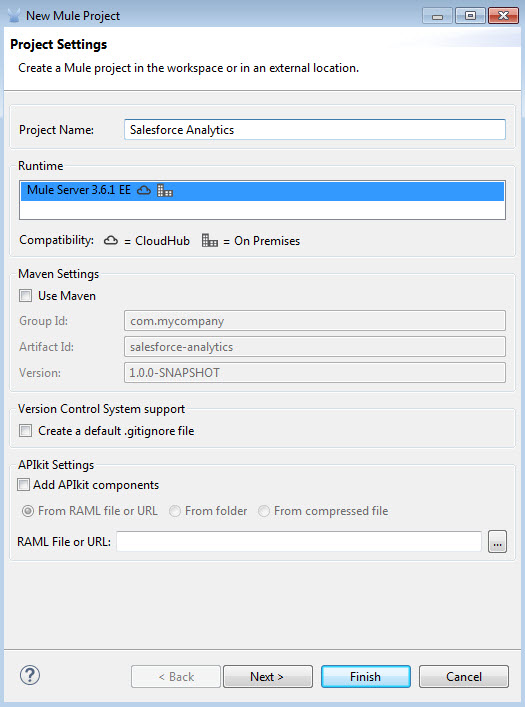 New Mule Project
Project Settings
Create a Mule project in the workspace or in an external location.
Project Name: Salesforce Analytics
Runtime
Mule Server 3.6.1 EE
Compatibility: = CloudHub = On Premises
Maven Settings
Use Maven
Group Id: com.mycompany
Artifact Id: salesforce-analytics
Version: 1.0.0-SNAPSHOT
Version Control System support
Create a default .gitignore file
APIkit Settings
Add APIkit components
From RAML file or URL From folder From compressed file
RAML File or URL: ...
? < Back Next > Finish Cancel